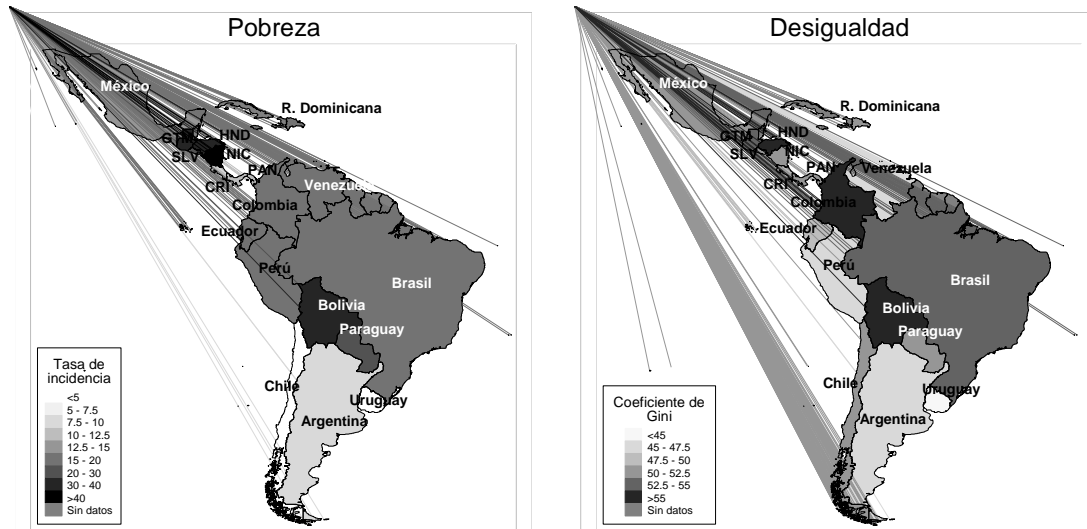 Pobreza
México
R. Dominicana
GTM
HND
SLV
NIC
PAN
CRI
Venezuela
Colombia
Ecuador
Perú
Brasil
Bolivia
Paraguay
Chile
Uruguay
Argentina
Tasa de
incidencia
<5
5 - 7.5
7.5 - 10
10 - 12.5
12.5 - 15
15 - 20
20 - 30
30 - 40
>40
Sin datos
Desigualdad
México
R. Dominicana
GTM
HND
SLV
NIC
PAN
Venezuela
CRI
Colombia
Ecuador
Perú
Brasil
Bolivia
Paraguay
Chile
Uruguay
Argentina
Coeficiente de
Gini
<45
45 - 47.5
47.5 - 50
50 - 52.5
52.5 - 55
>55
Sin datos